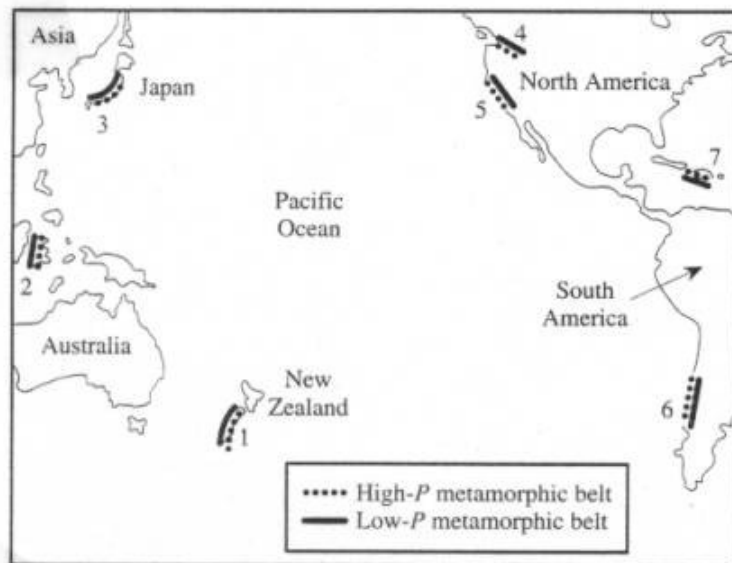 Asia
4
Japan
North America
3
5
7
Pacific
Ocean
2
South
America
Australia
6
New
Zealand
1
High-P metamorphic belt
Low-P metamorphic belt